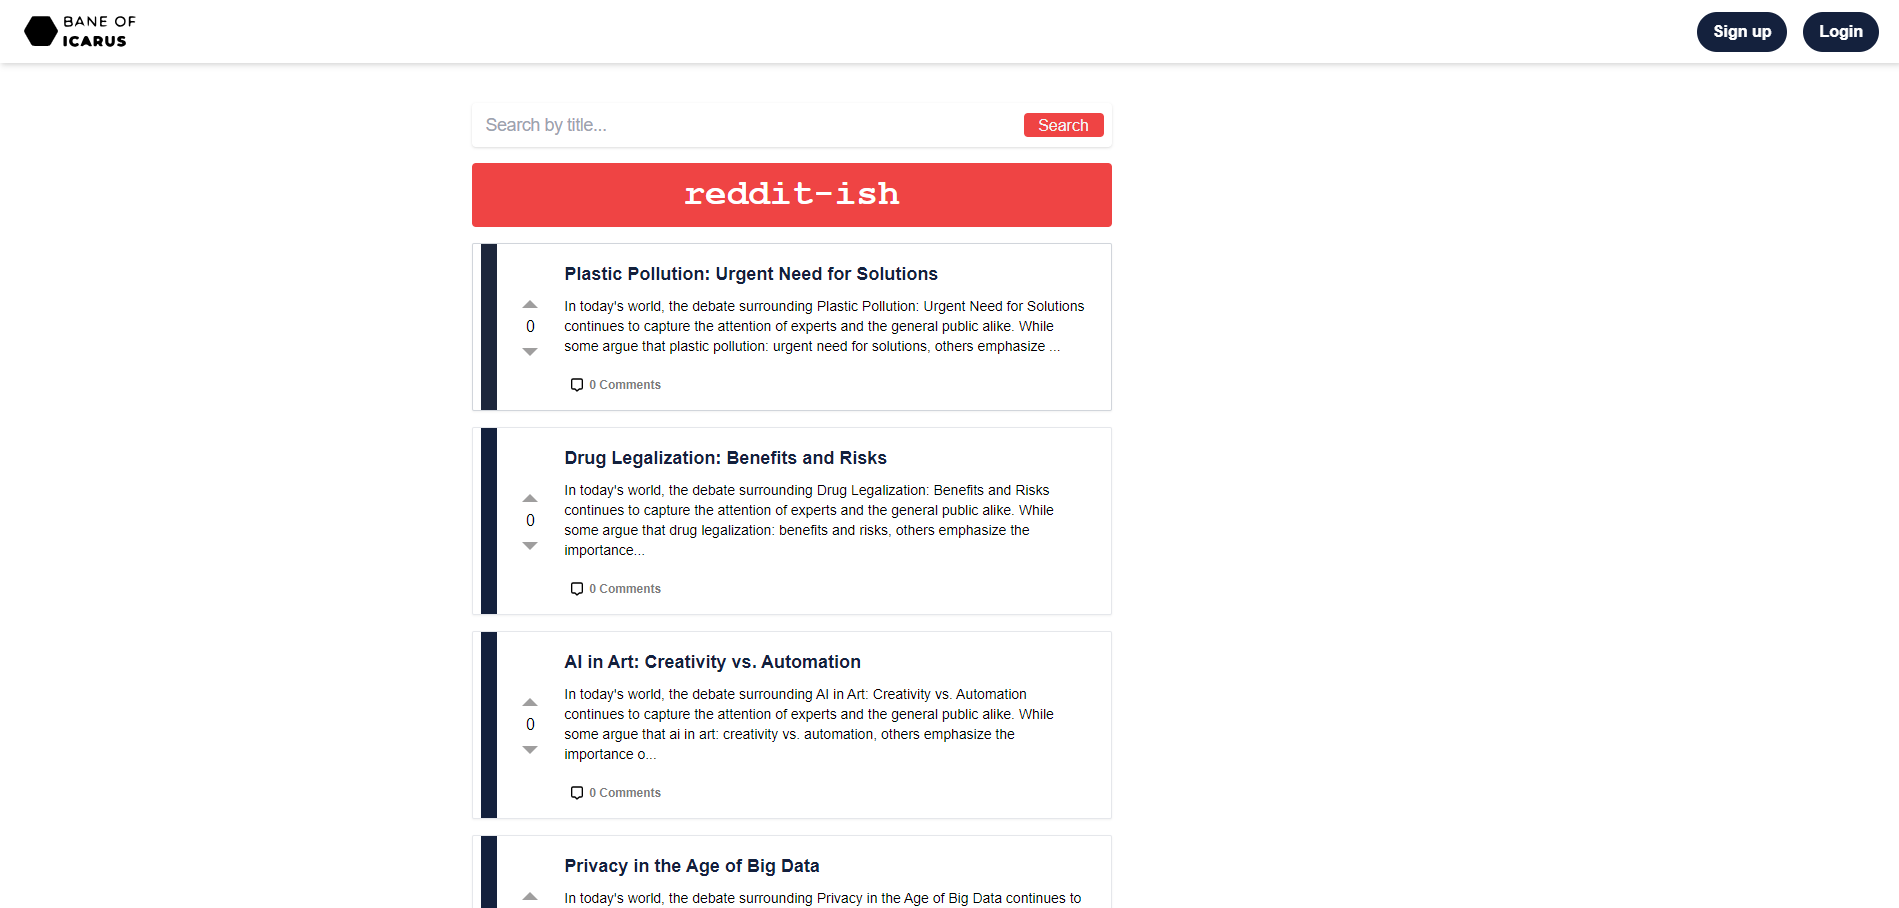 BANE OF
ICARUS
Sign up
Login
Search by title...
Search
reddit-ish
Plastic Pollution: Urgent Need for Solutions
In today's world, the debate surrounding Plastic Pollution: Urgent Need for Solutions
continues to capture the attention of experts and the general public alike. While
some argue that plastic pollution: urgent need for solutions, others emphasize ...
0
0 Comments
Drug Legalization: Benefits and Risks
In today's world, the debate surrounding Drug Legalization: Benefits and Risks
continues to capture the attention of experts and the general public alike. While
some argue that drug legalization: benefits and risks, others emphasize the
importance...
0
0 Comments
AI in Art: Creativity vs. Automation
In today's world, the debate surrounding AI in Art: Creativity vs. Automation
continues to capture the attention of experts and the general public alike. While
some argue that ai in art: creativity vs. automation, others emphasize the
importance o...
0
0 Comments
Privacy in the Age of Big Data
In today's world, the debate surrounding Privacy in the Age of Big Data continues to